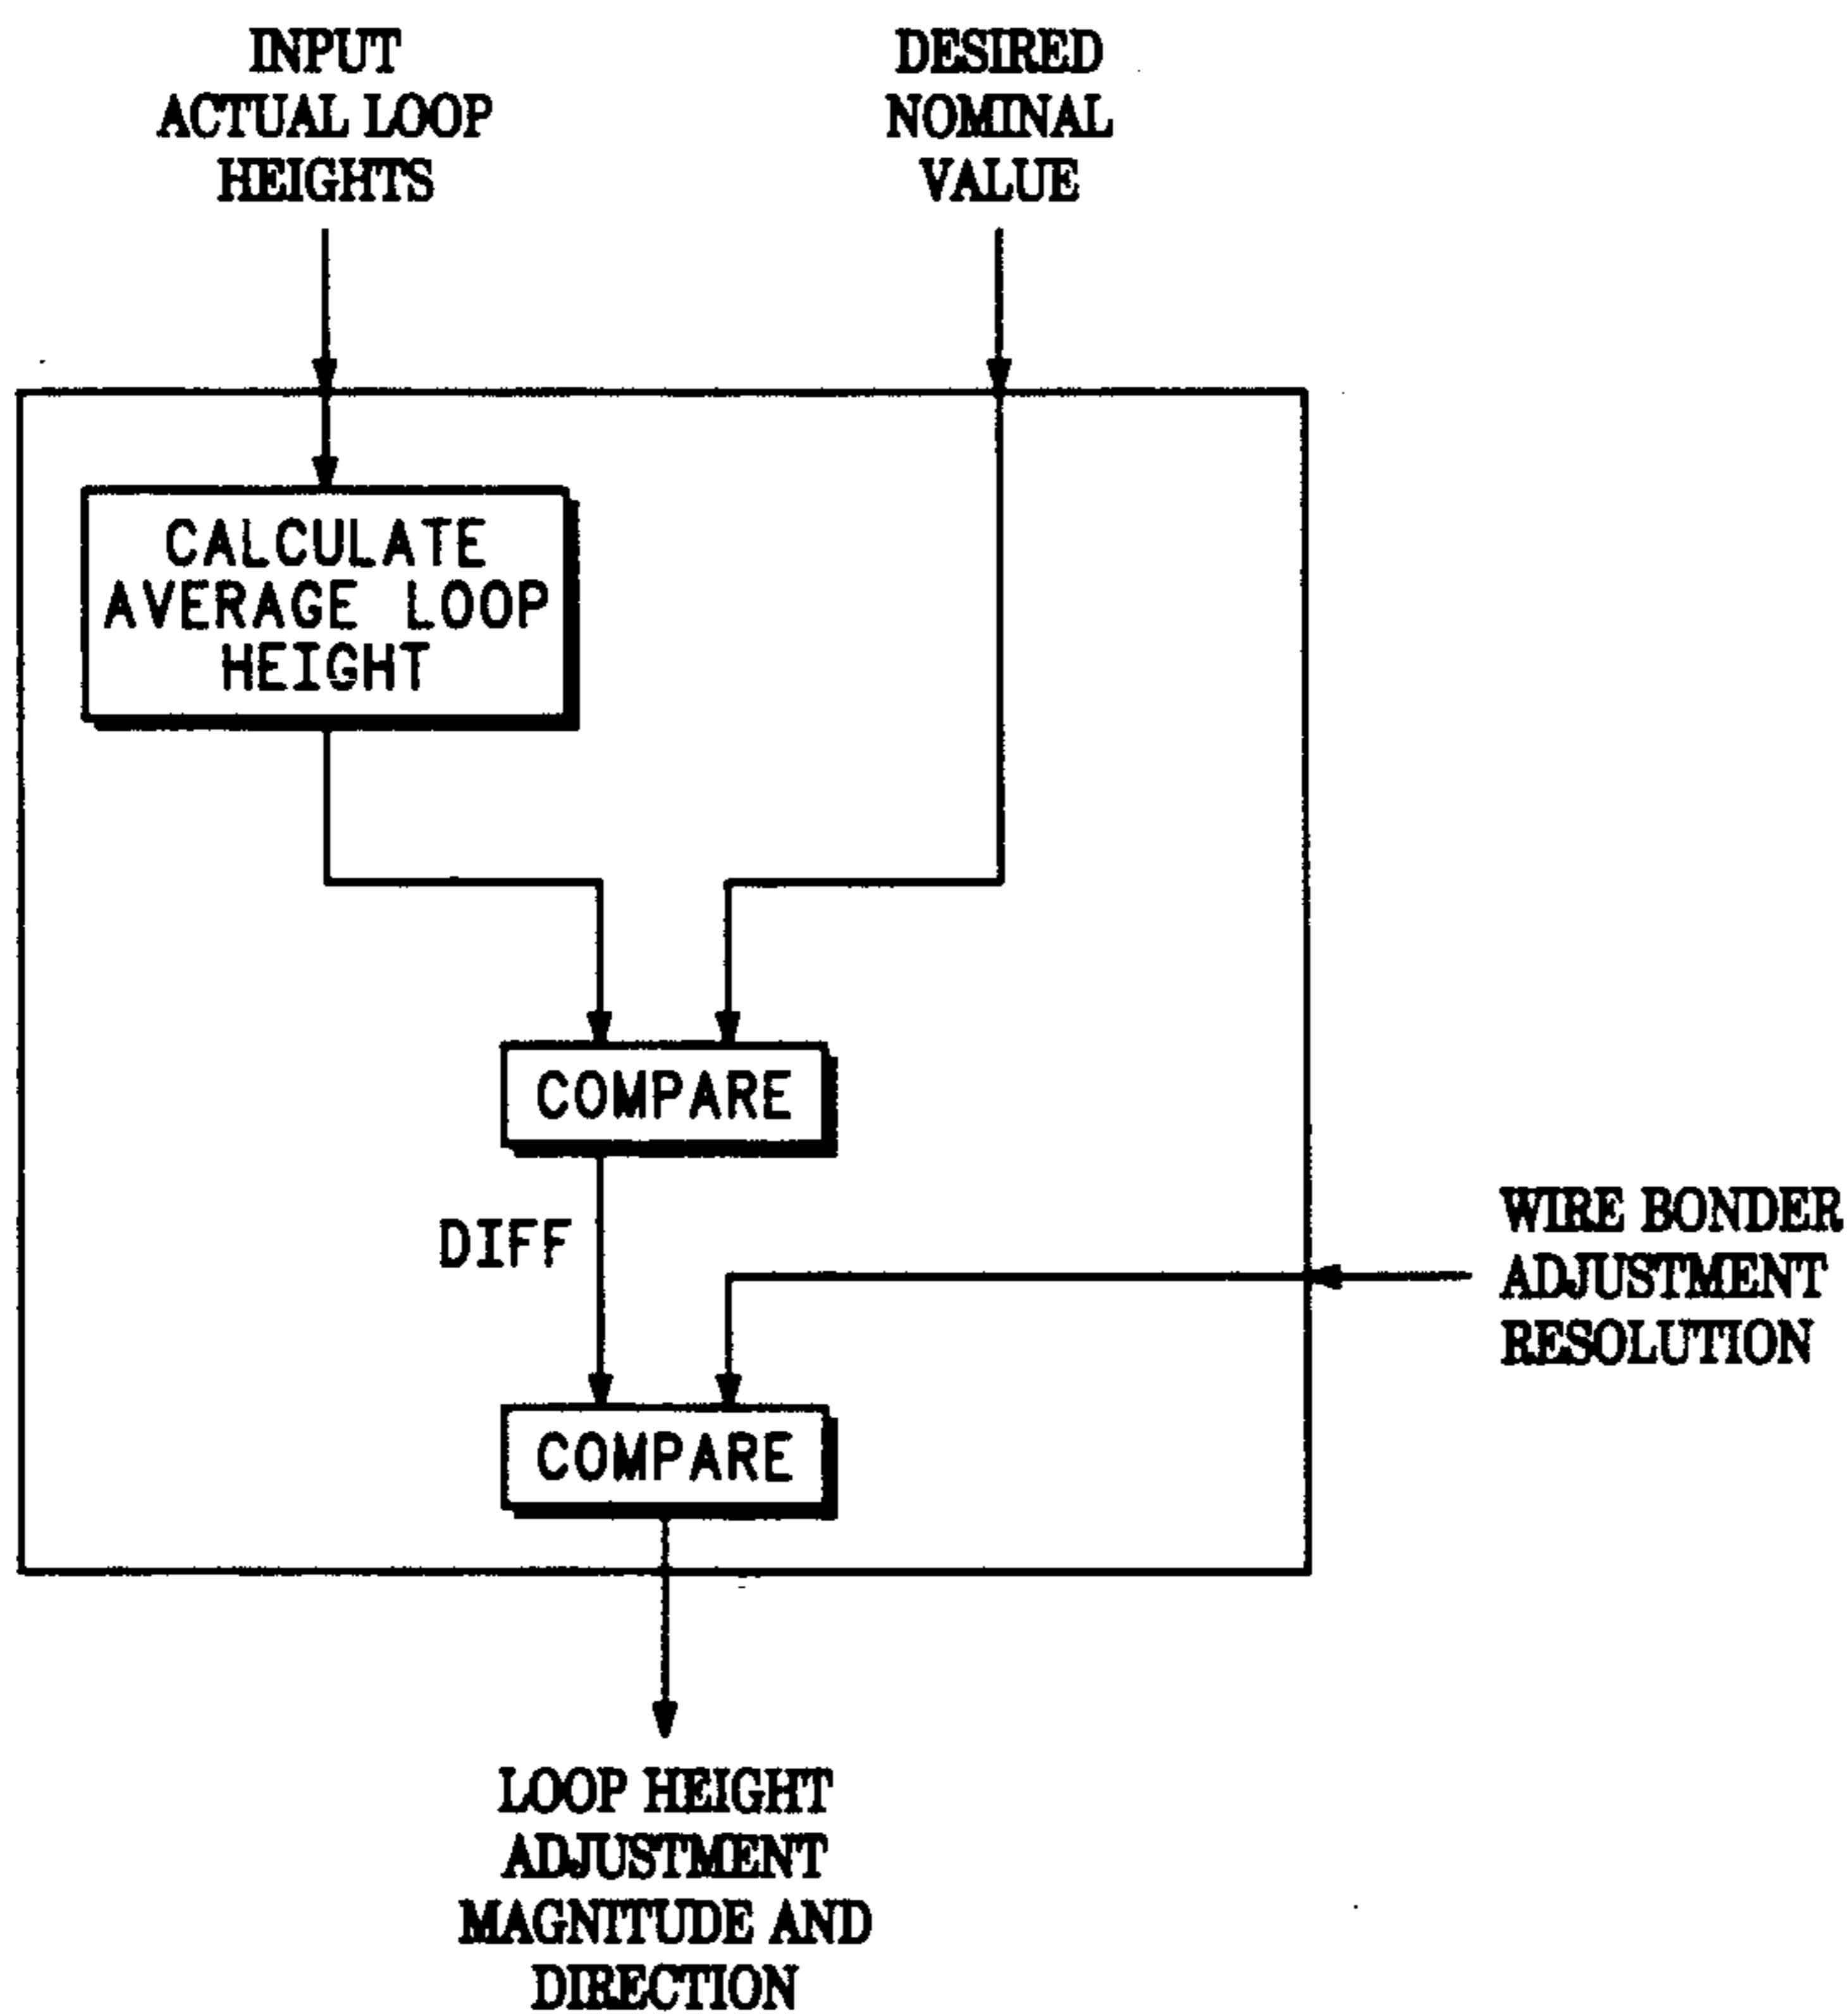 INPUT
ACTUAL LOOP
HEIGHTS
DESIRED
NOMINAL
VALUE
CALCULATE
AVERAGE LOOP
HEIGHT
COMPARE
DIFF
WIRE BONDER
ADJUSTMENT
RESOLUTION
COMPARE
LOOP HEIGHT
ADJUSTMENT
MAGNITUDE AND
DIRECTION